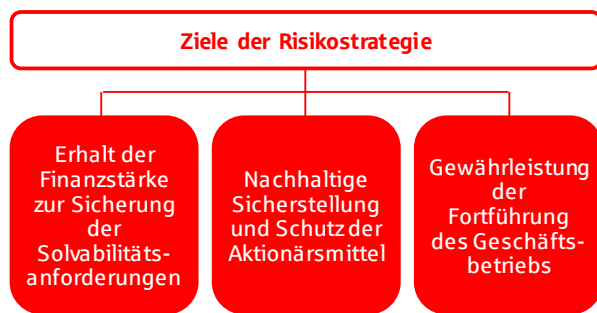 Ziele der Risikostrategie
Erhalt der
Finanzstärke
zur Sicherung
der
Solvabilitäts-
anforderungen
Nachhaltige
Sicherstellung
und Schutz der
Aktionärsmittel
Gewährleistung
der
Fortführung
des Geschäfts-
betriebs